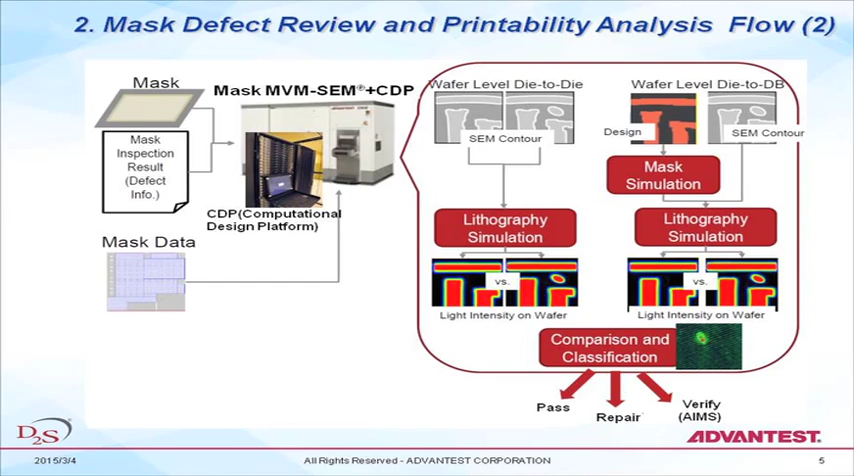 2. Mask Defect Review and Printability Analysis Flow (2)
Mask
Mask MVM-SEM®+CDP
Mask
Inspection
Result
(Defect
Info.)
CDP(Computational
Design Platform)
Mask Data
Wafer Level Die-to-Die
SEM Contour
Wafer Level Die-to-DB
Design
SEM Contour
Mask
Simulation
Lithography
Simulation
Lithography
Simulation
vs.
vs.
Light Intensity on Wafer
Light Intensity on Wafer
Comparison and
Classification
Pass
Repair
Verify
(AIMS)
D2S
ADVANTEST
2015/3/4
All Rights Reserved - ADVANTEST CORPORATION
5